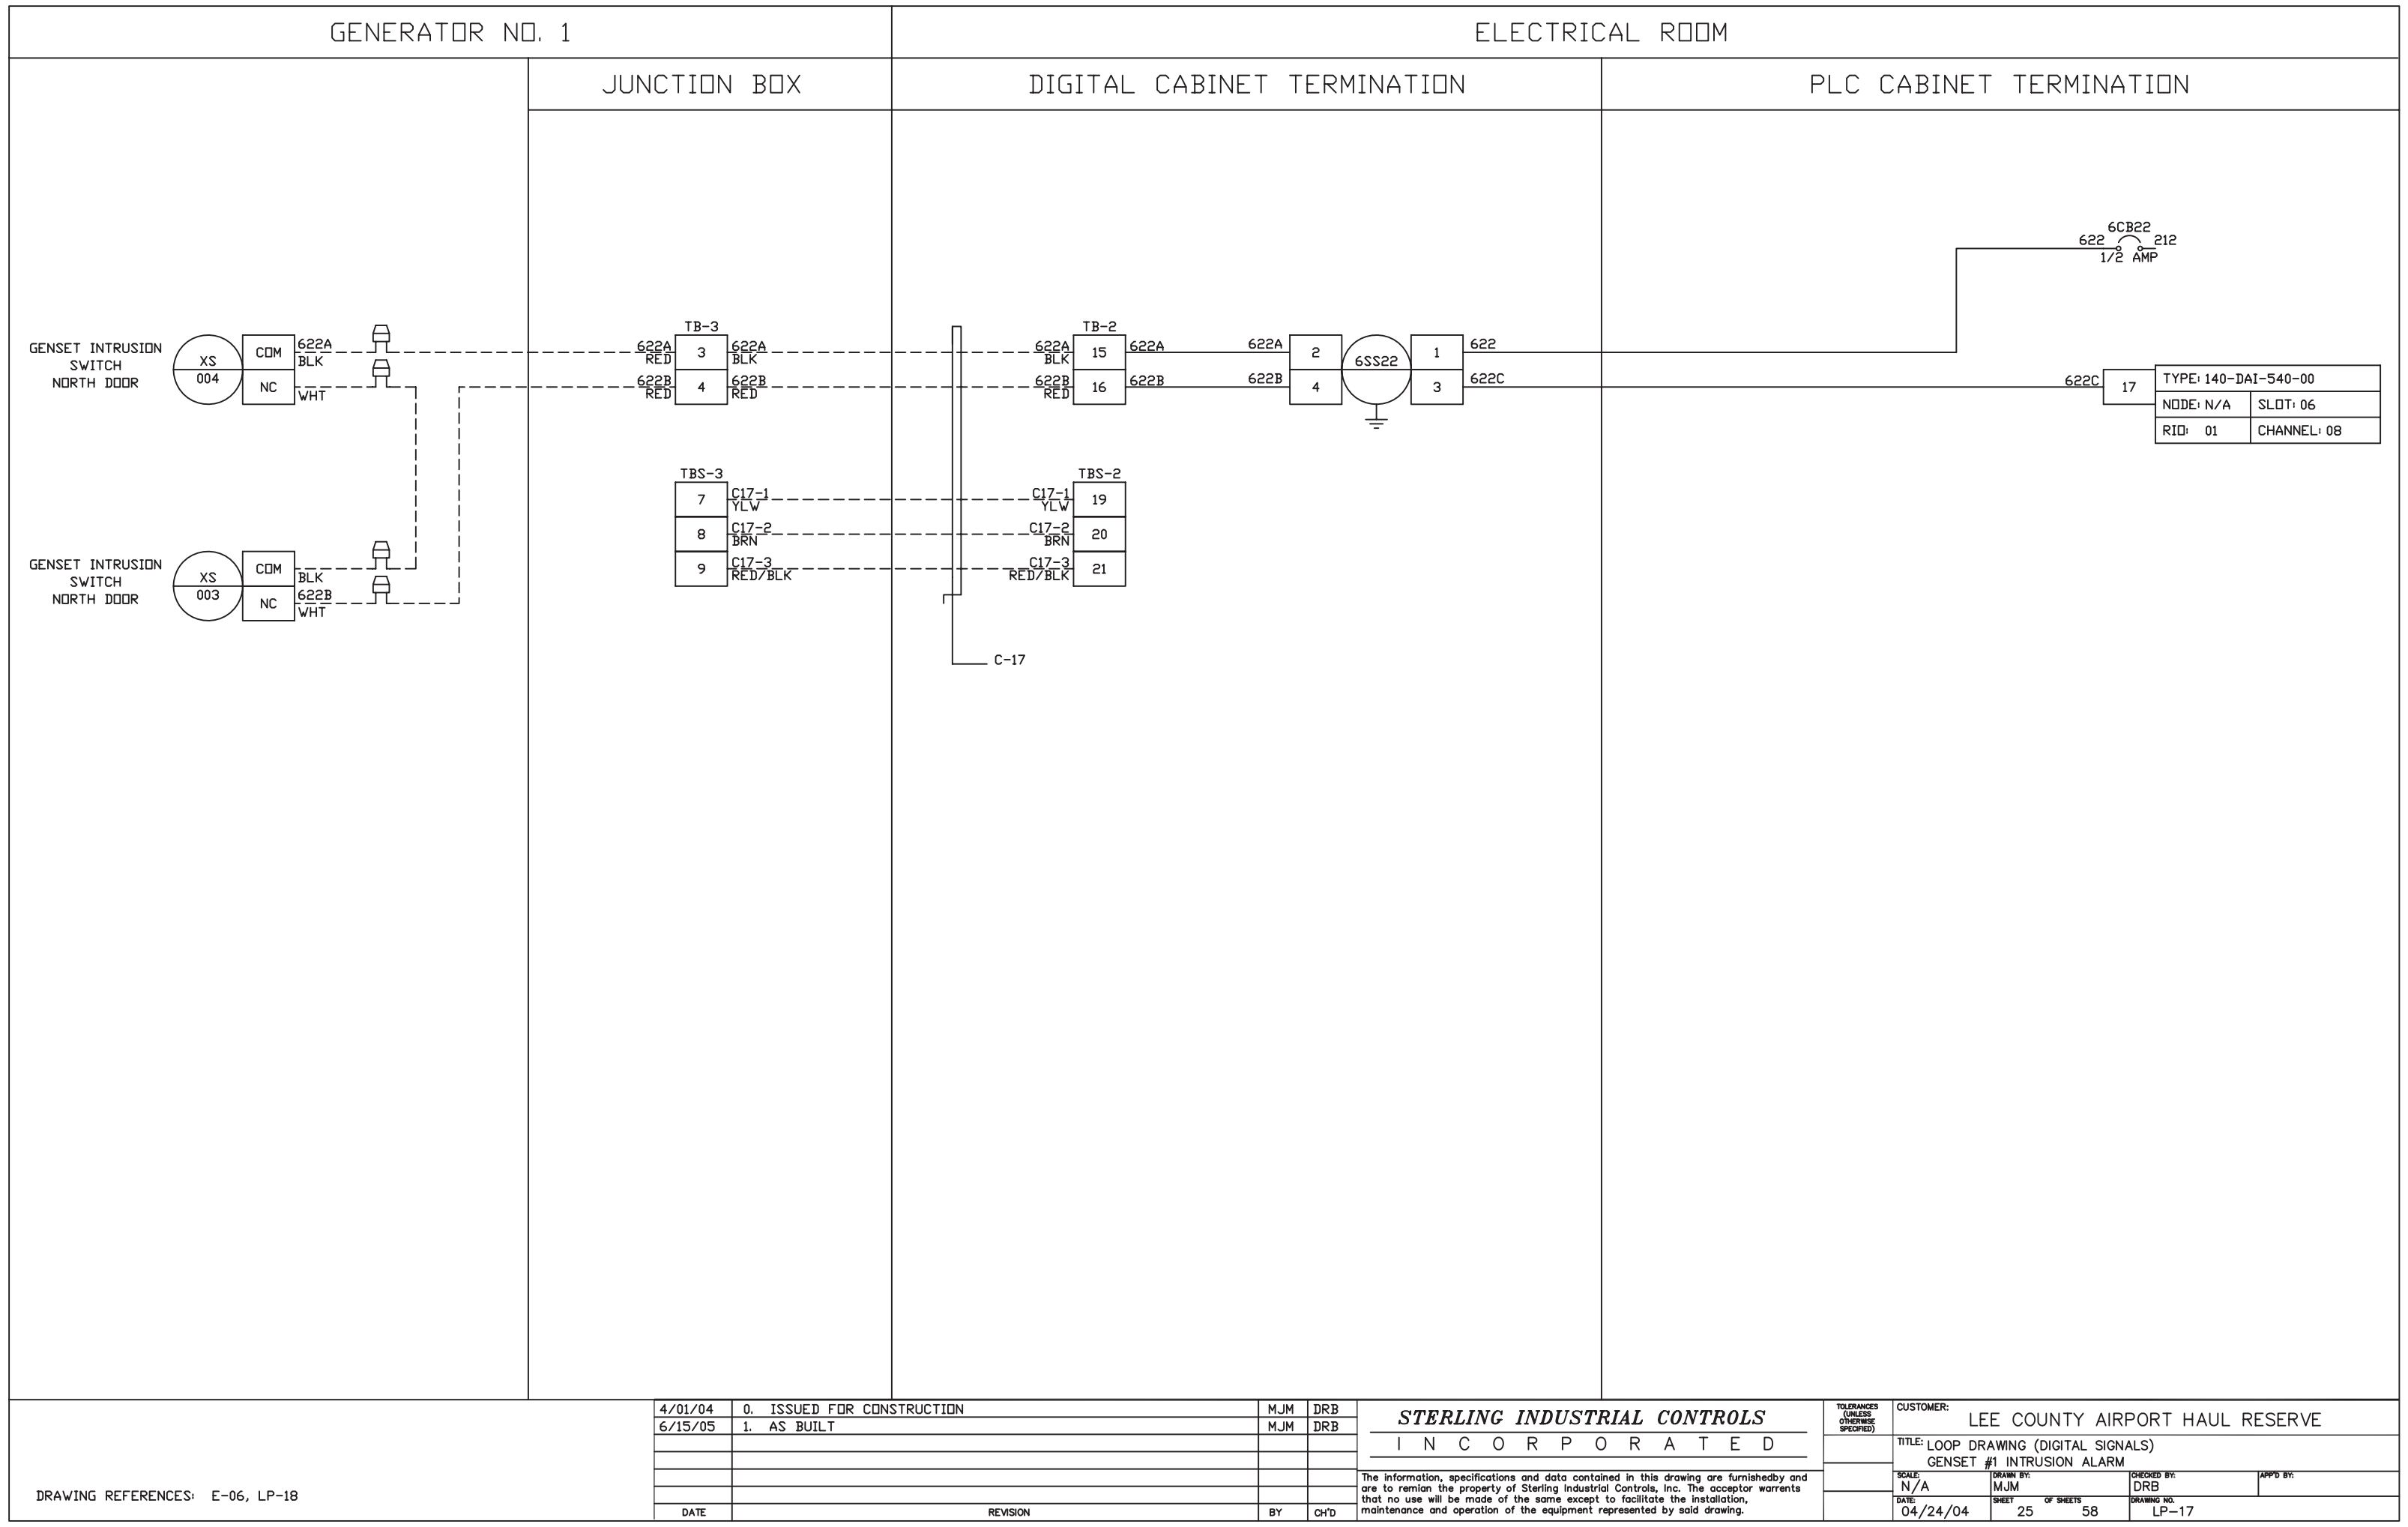 GENERATOR NO. 1
ELECTRICAL ROOM
JUNCTION BOX
DIGITAL CABINET TERMINATION
PLC CABINET TERMINATION
6CB22
622
212
1/2 AMP
GENSET INTRUSION
SWITCH
NORTH DOOR
XS
004
COM
NC
622A
BLK
WHT
TB-3
622A
RED
3
622A
BLK
622B
RED
4
622B
RED
TB-2
622A
BLK
15
622A
622B
RED
16
622B
622A
2
622B
4
6SS22
1
622
3
622C
622C
17
TYPE: 140-DAI-540-00
NODE: N/A
SLOT: 06
RIO: 01
CHANNEL: 08
TBS-3
7
C17-1
YLW
8
C17-2
BRN
9
C17-3
RED/BLK
TBS-2
C17-1
YLW
19
C17-2
BRN
20
C17-3
RED/BLK
21
GENSET INTRUSION
SWITCH
NORTH DOOR
XS
003
COM
NC
BLK
622B
WHT
C-17
DRAWING REFERENCES: E-06, LP-18
4/01/04 0. ISSUED FOR CONSTRUCTION MJM DRB
6/15/05 1. AS BUILT MJM DRB
DATE REVISION BY CH'D
STERLING INDUSTRIAL CONTROLS
INCORPORATED
The information, specifications and data contained in this drawing are furnishedby and
are to remian the property of Sterling Industrial Controls, Inc. The acceptor warrents
that no use will be made of the same except to facilitate the installation,
maintenance and operation of the equipment represented by said drawing.
TOLERANCES
(UNLESS
OTHERWISE
SPECIFIED)
CUSTOMER:
LEE COUNTY AIRPORT HAUL RESERVE
TITLE: LOOP DRAWING (DIGITAL SIGNALS)
GENSET #1 INTRUSION ALARM
SCALE:
N/A
DRAWN BY:
MJM
CHECKED BY:
DRB
APP'D BY:
DATE:
04/24/04
SHEET 25 OF SHEETS 58
DRAWING NO.
LP-17